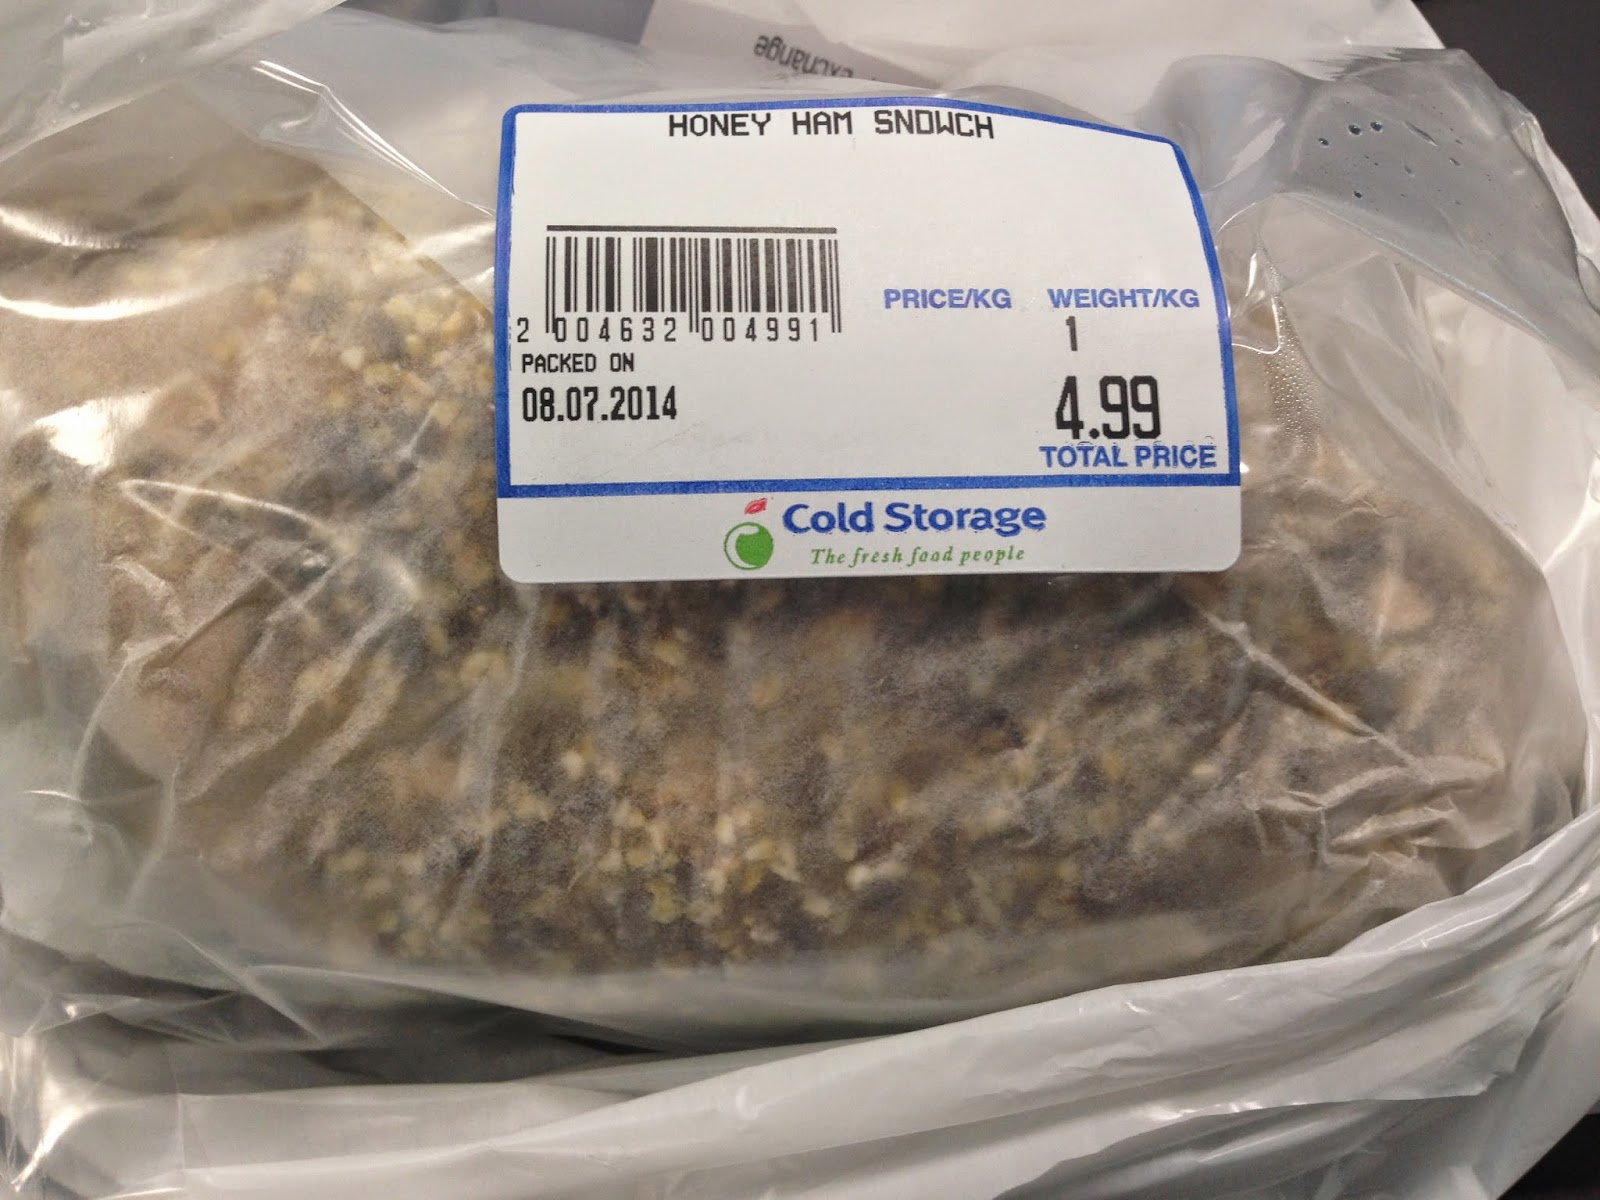 exchange
HONEY HAM SNDWCH
2 004632 004991
PRICE/KG WEIGHT/KG
1
PACKED ON
08.07.2014
4.99
TOTAL PRICE
Cold Storage
The fresh food people